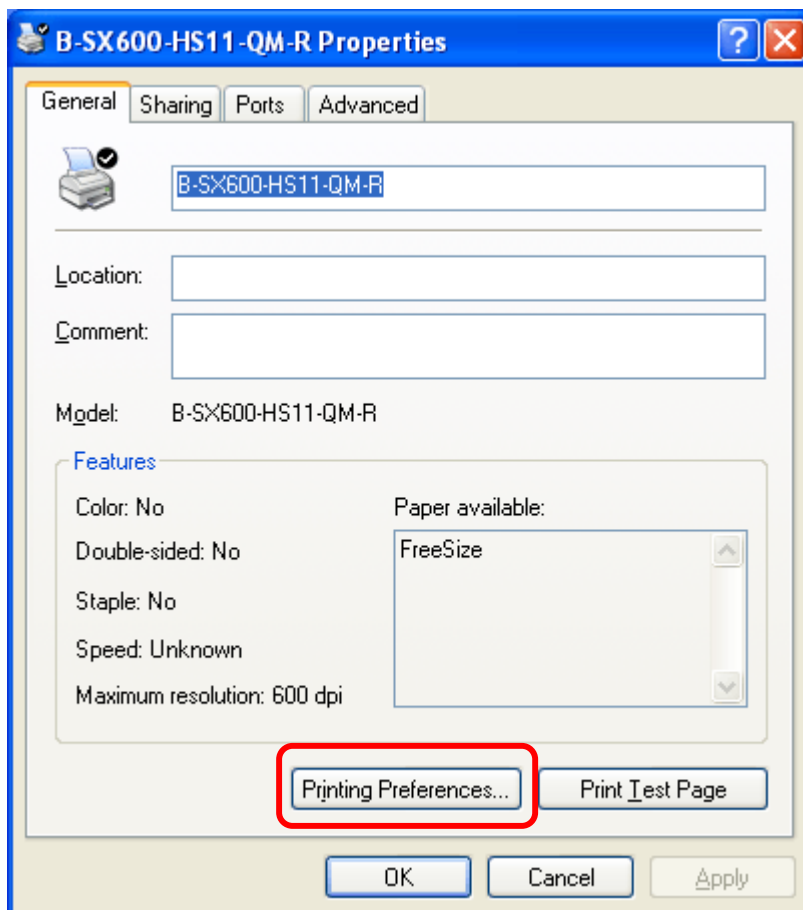 B-SX600-HS11-QM-R Properties
General Sharing Ports Advanced
B-SX600-HS11-QM-R
Location:
Comment:
Model: B-SX600-HS11-QM-R
Features
Color: No
Paper available:
Double-sided: No
FreeSize
Staple: No
Speed: Unknown
Maximum resolution: 600 dpi
Printing Preferences... Print Test Page
OK Cancel Apply